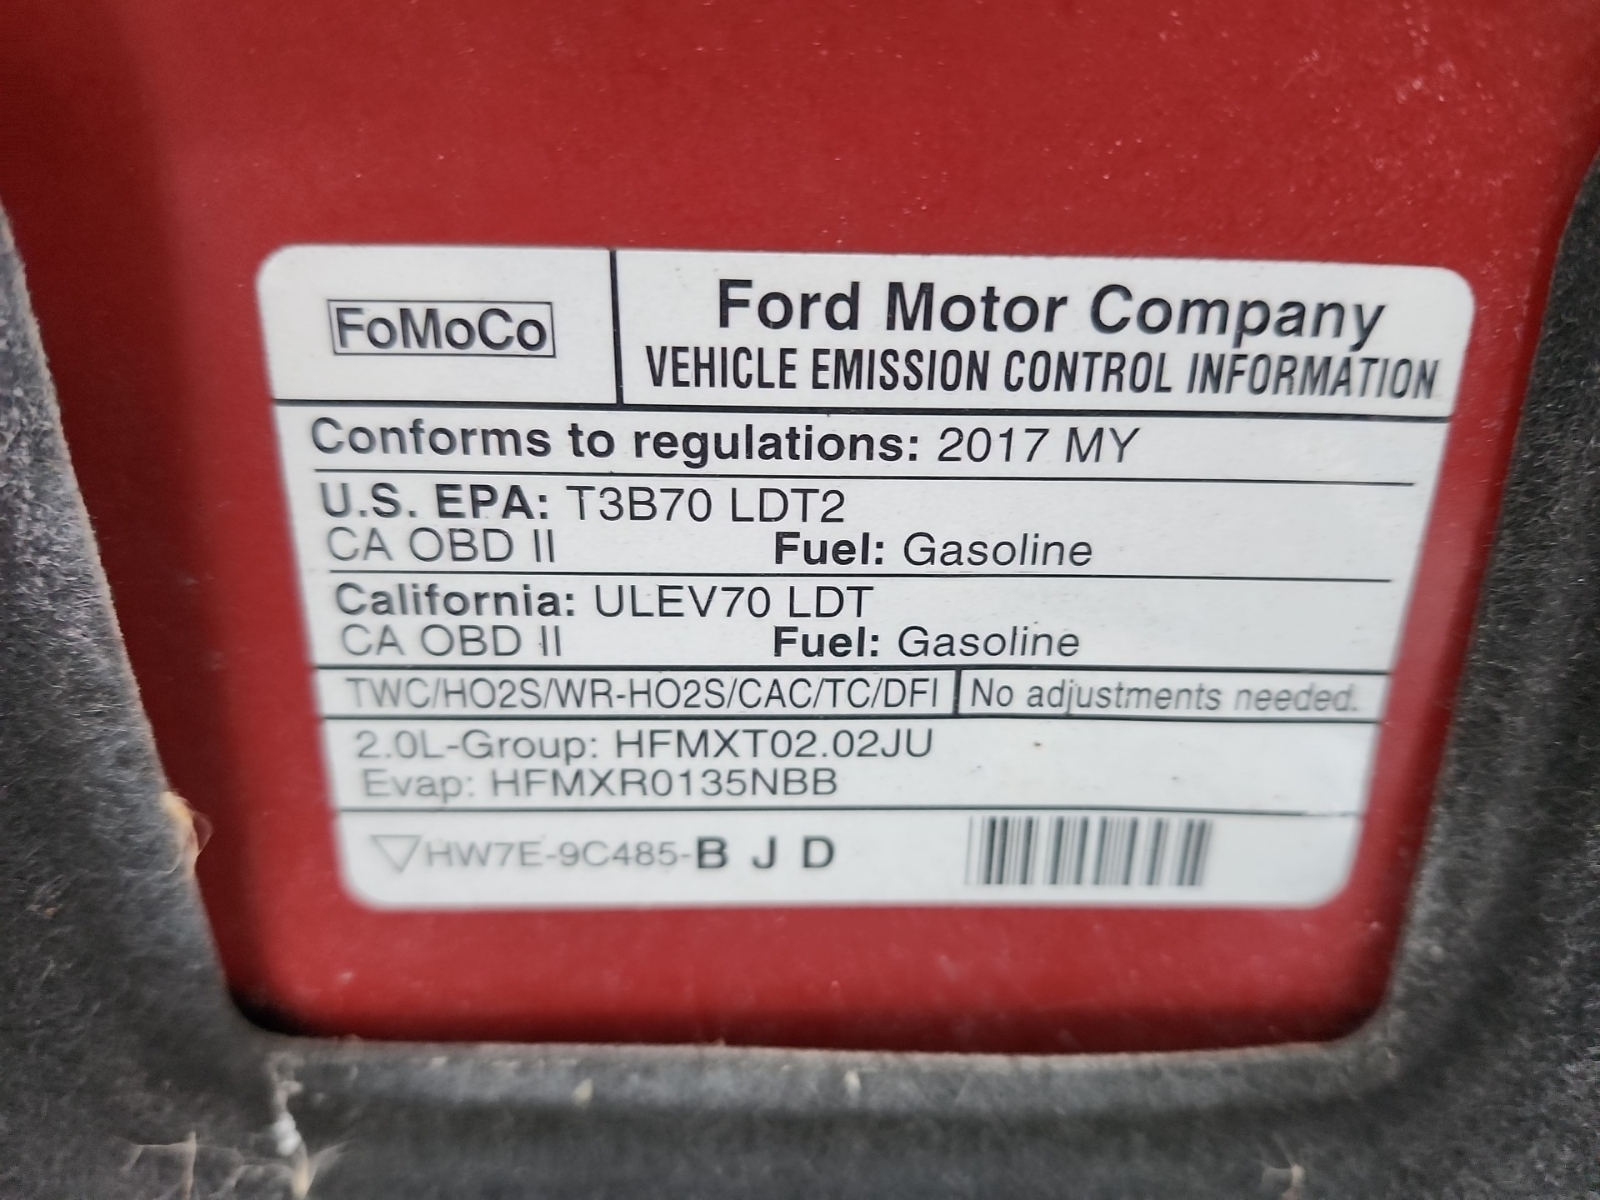 FoMoCo
Ford Motor Company
VEHICLE EMISSION CONTROL INFORMATION
Conforms to regulations: 2017 MY
U.S. EPA: T3B70 LDT2
CA OBD II Fuel: Gasoline
California: ULEV70 LDT
CA OBD II Fuel: Gasoline
TWC/HO2S/WR-HO2S/CAC/TC/DFI No adjustments needed.
2.0L-Group: HFMXT02.02JU
Evap: HFMXR0135NBB
HW7E-9C485-B J D